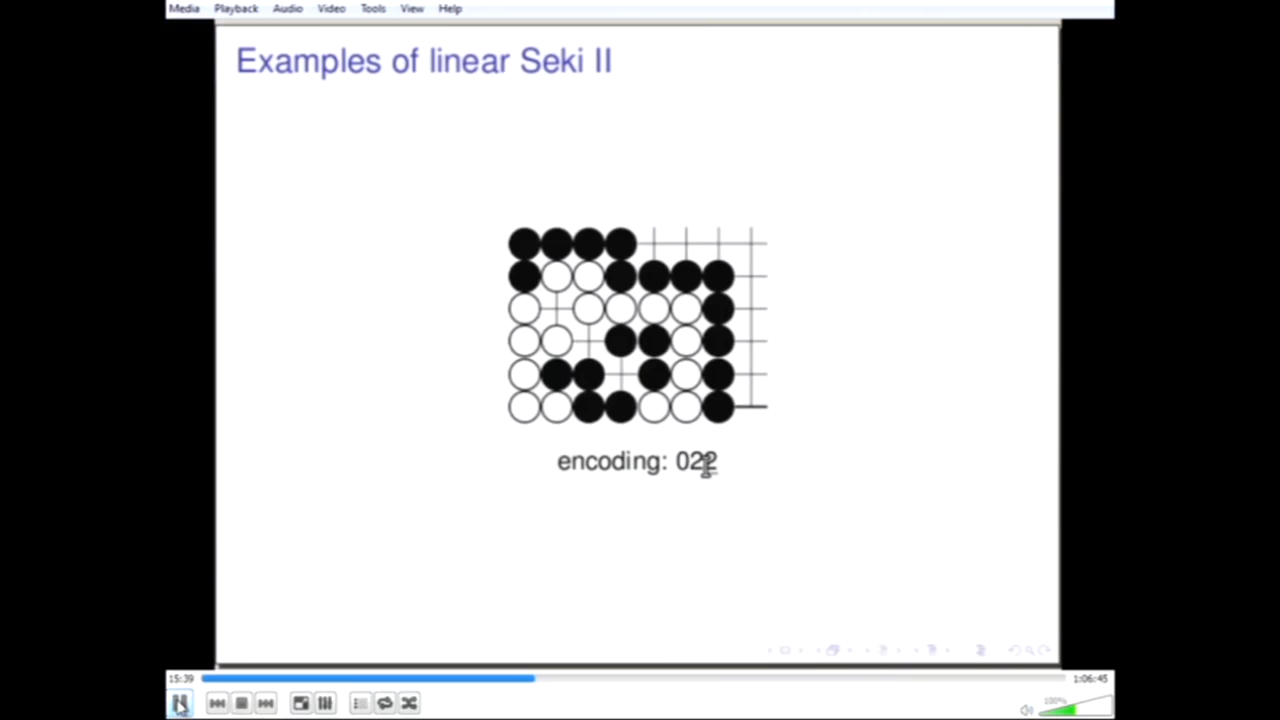 Media Playback Audio Video Tools View Help
Examples of linear Seki II
encoding: 022
15:39
1:06:45
100%